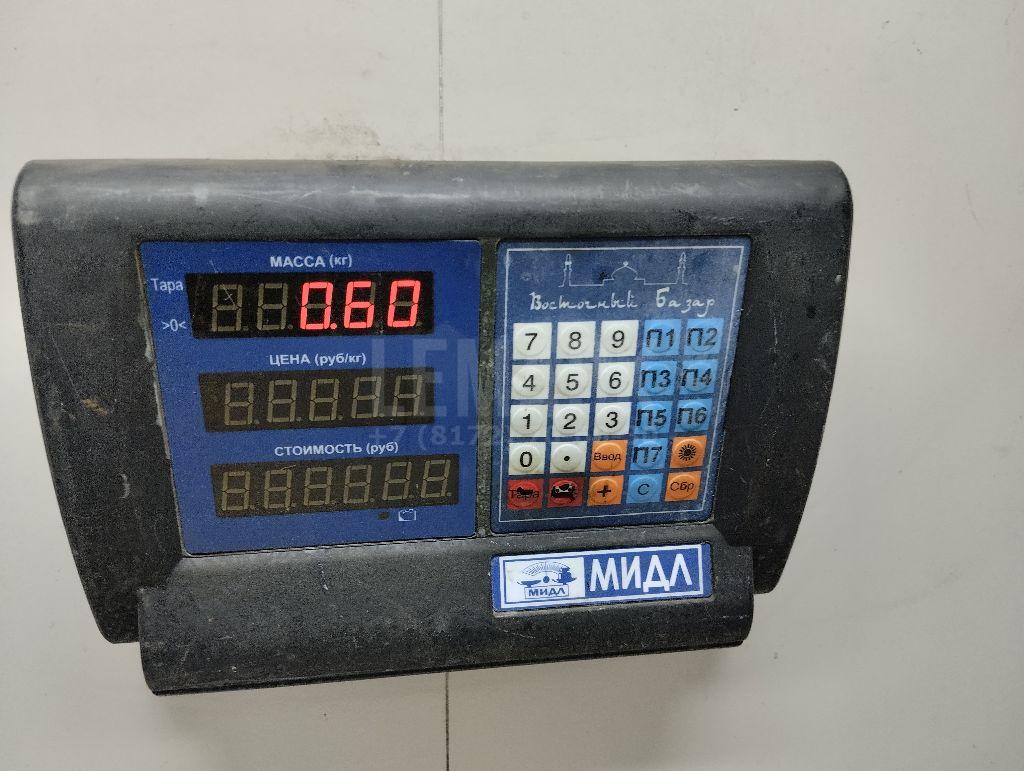 МАССА (кг)
Тара
0.60
>0<
ЦЕНА (руб/кг)
СТОИМОСТЬ (руб)
Восточный Базар
7 8 9 П1 П2
4 5 6 П3 П4
1 2 3 П5 П6
0 • Ввод П7
Тара + C Сбр
МИДЛ
МИДЛ